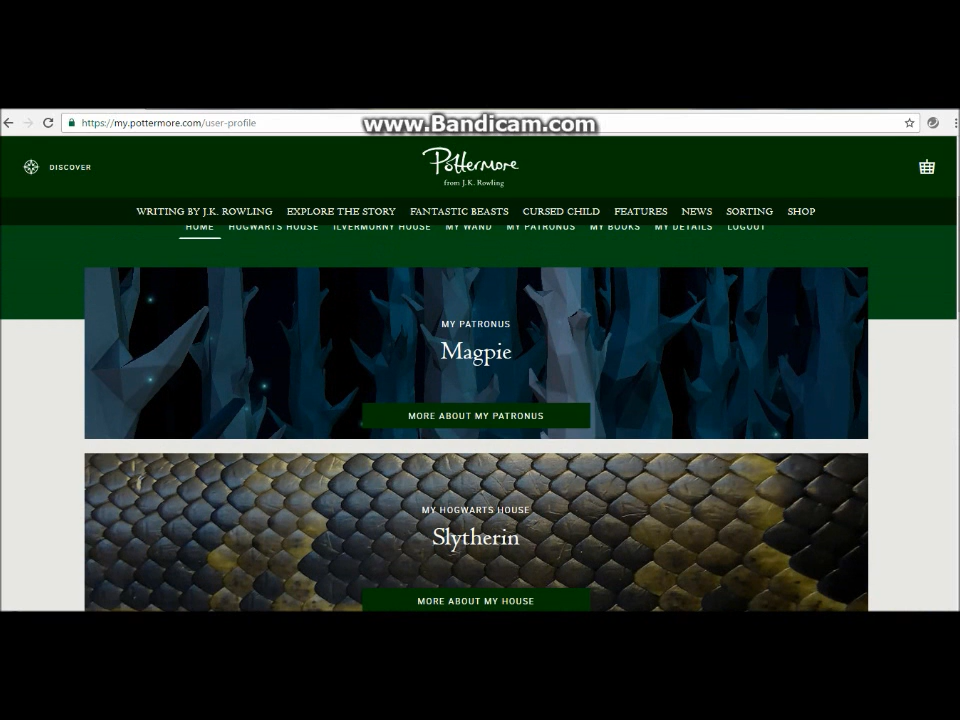 https://my.pottermore.com/user-profile
www.Bandicam.com
DISCOVER
Pottermore
from J.K. Rowling
WRITING BY J.K. ROWLING EXPLORE THE STORY FANTASTIC BEASTS CURSED CHILD FEATURES NEWS SORTING SHOP
HOME HOGWARTS HOUSE ILVERMORNY HOUSE MY WAND MY PATRONUS MY BOOKS MY DETAILS LOGOUT
MY PATRONUS
Magpie
MORE ABOUT MY PATRONUS
MY HOGWARTS HOUSE
Slytherin
MORE ABOUT MY HOUSE